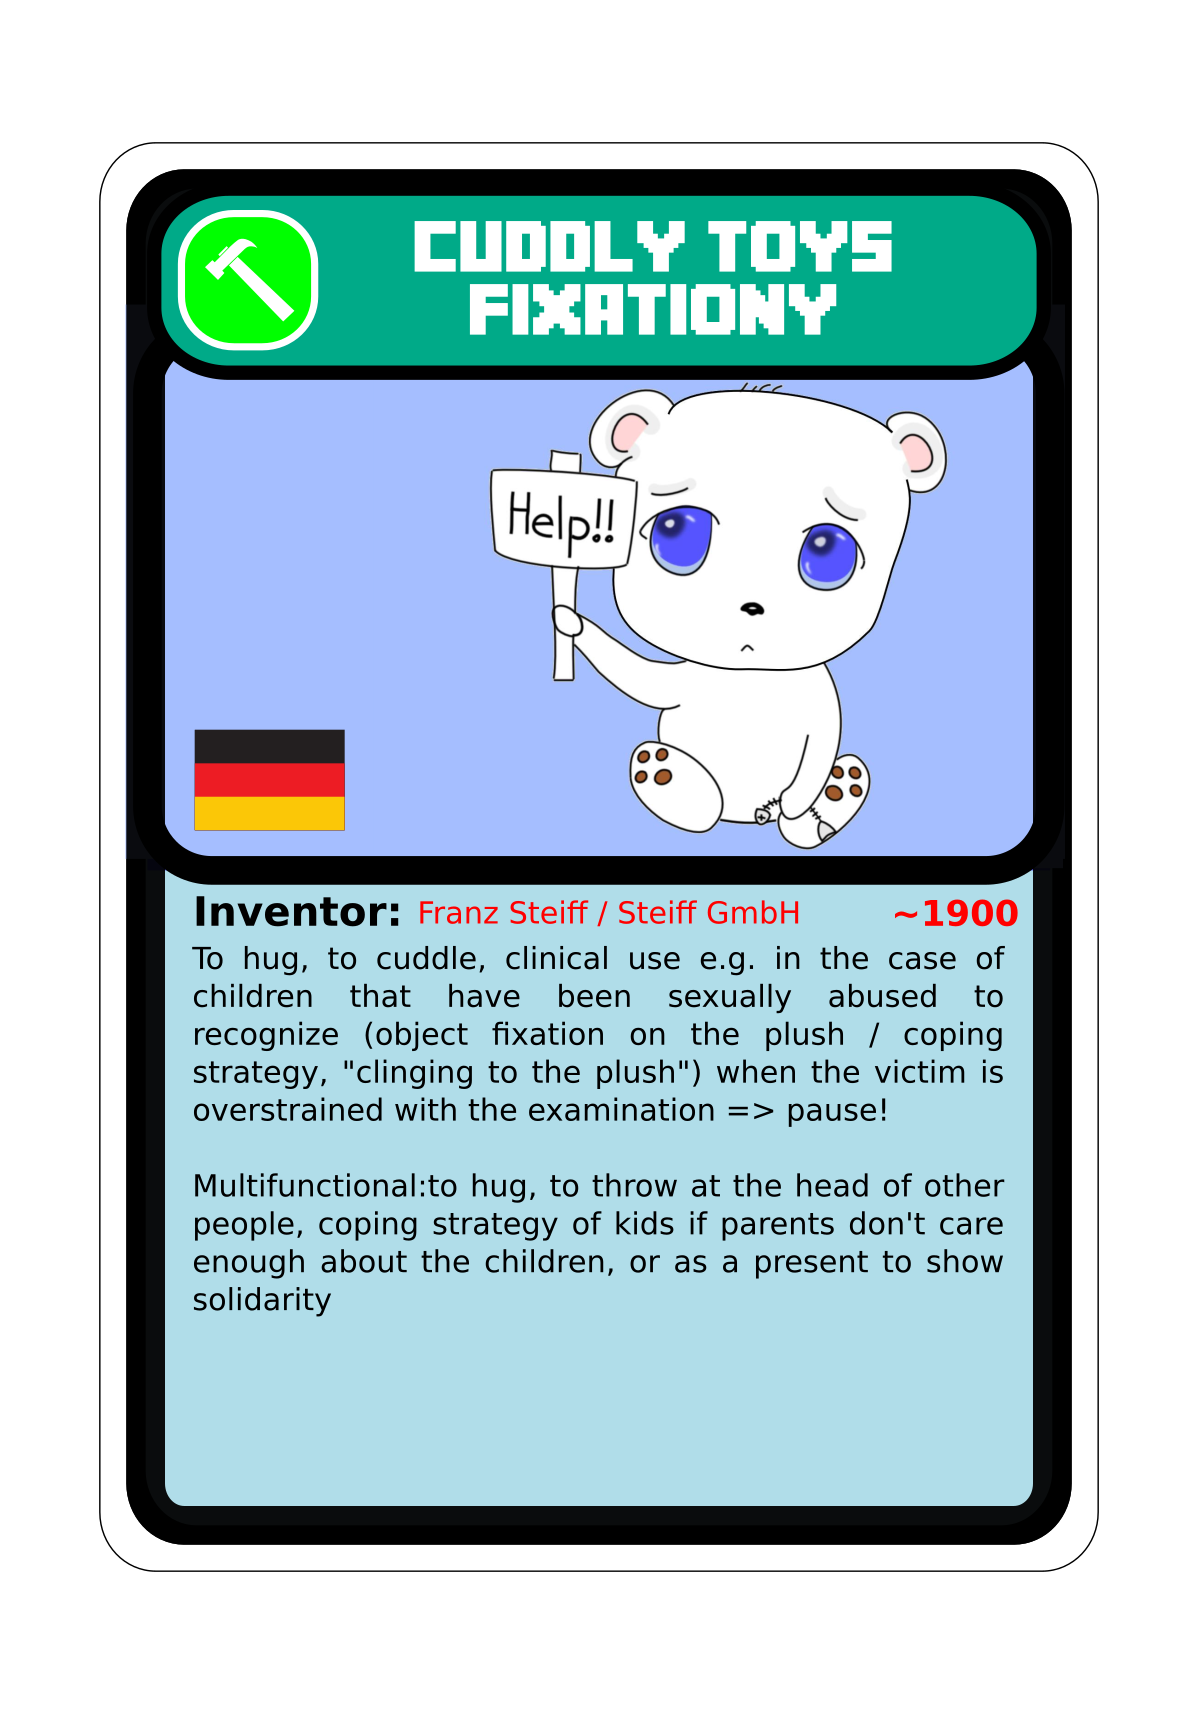 CUDDLY TOYS
FIXATIONY
Help!!
Inventor: Franz Steiff / Steiff GmbH ~1900
To hug, to cuddle, clinical use e.g. in the case of
children that have been sexually abused to
recognize (object fixation on the plush / coping
strategy, "clinging to the plush") when the victim is
overstrained with the examination => pause!
Multifunctional:to hug, to throw at the head of other
people, coping strategy of kids if parents don't care
enough about the children, or as a present to show
solidarity